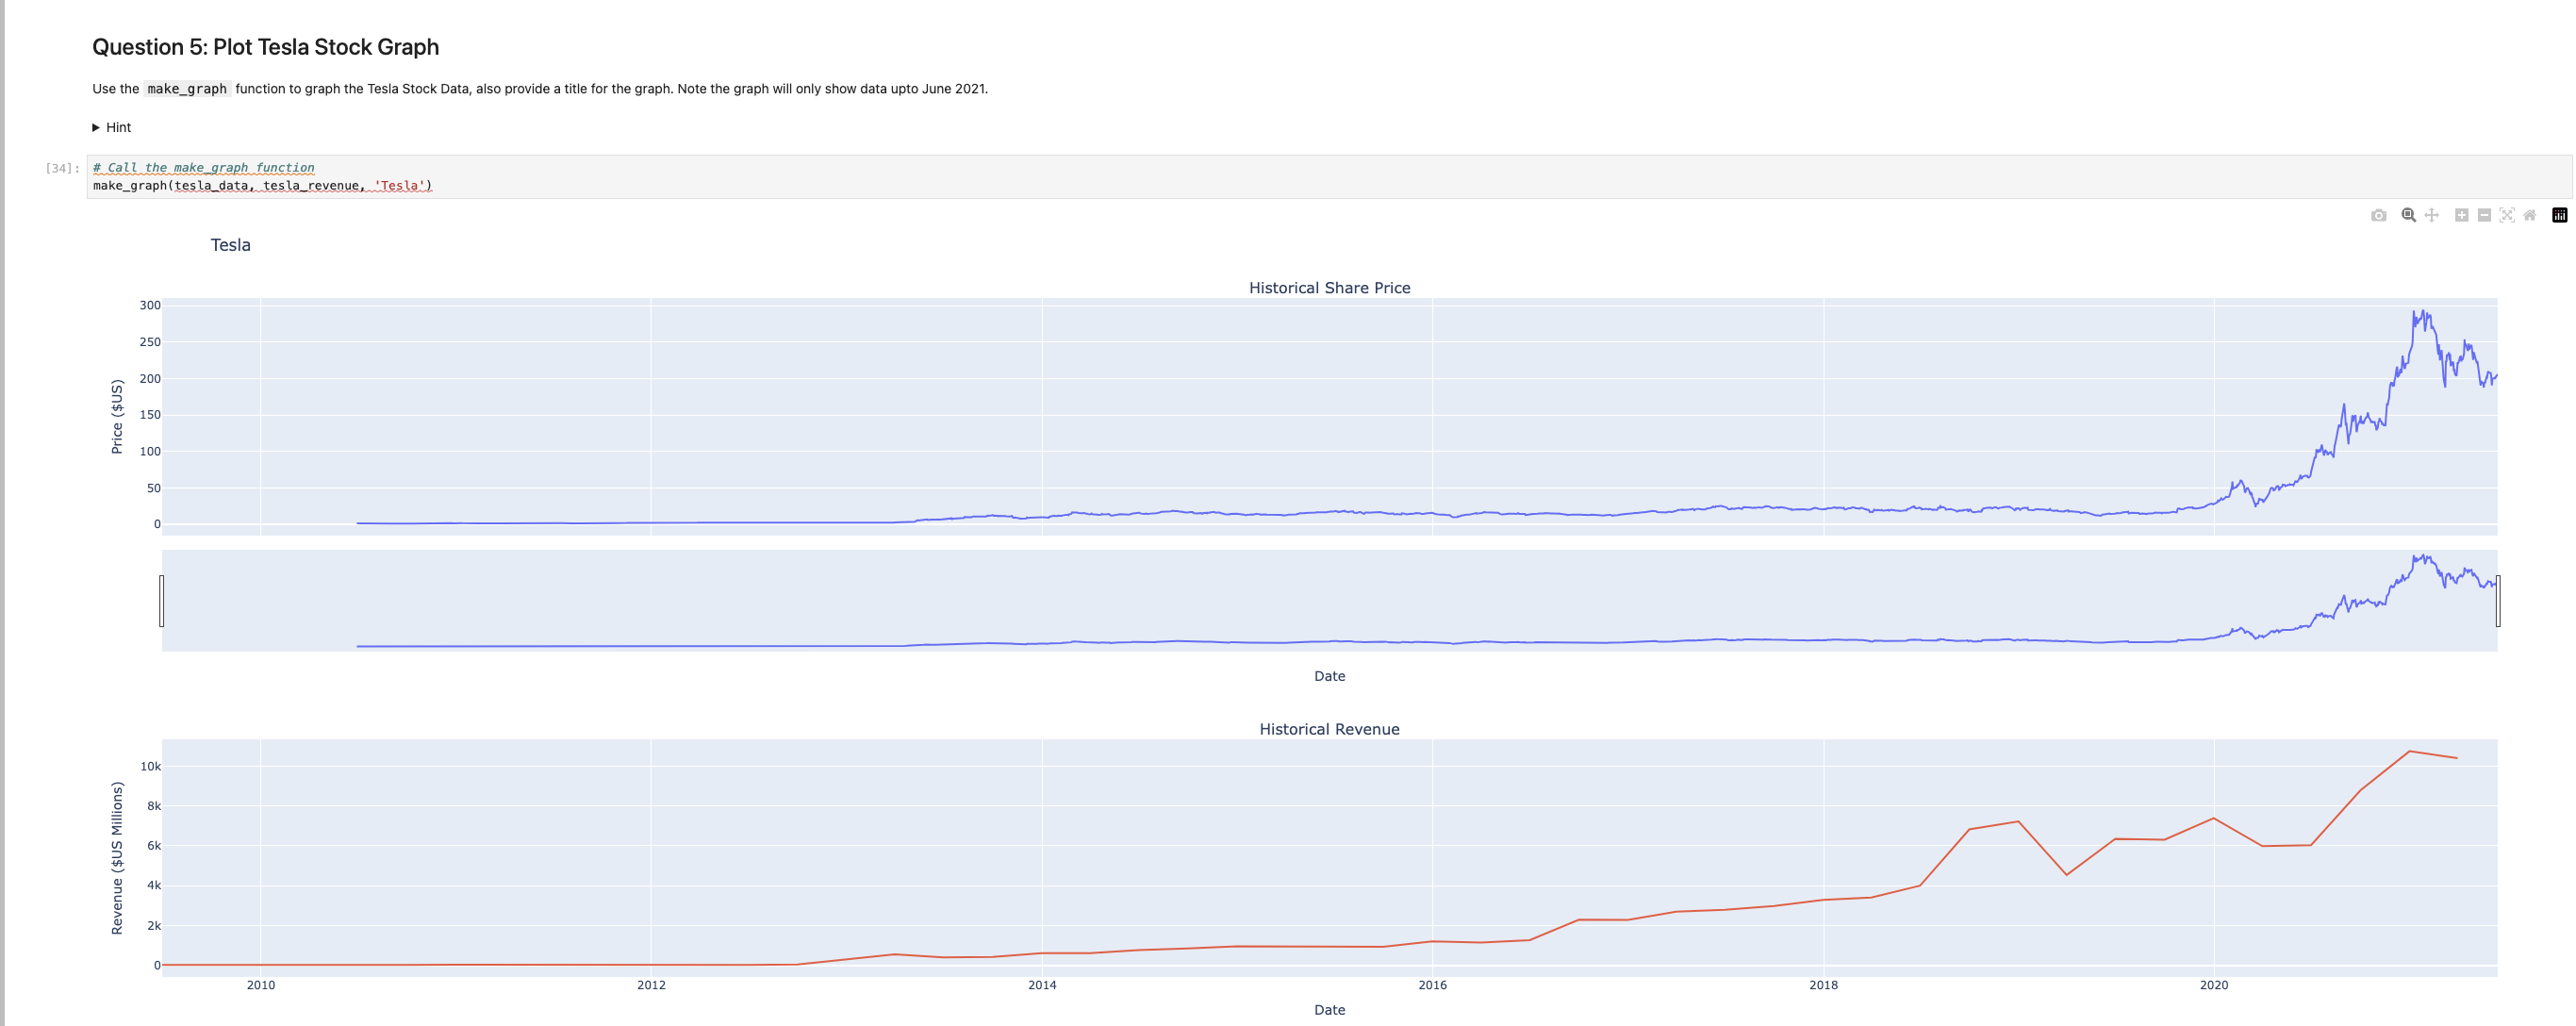 Question 5: Plot Tesla Stock Graph
Use the make_graph function to graph the Tesla Stock Data, also provide a title for the graph. Note the graph will only show data upto June 2021.
▶ Hint
[34]:
# Call the make_graph function
make_graph(tesla_data, tesla_revenue, 'Tesla')
Tesla
Historical Share Price
Price ($US)
300
250
200
150
100
50
0
Date
Historical Revenue
Revenue ($US Millions)
10k
8k
6k
4k
2k
0
2010 2012 2014 2016 2018 2020
Date